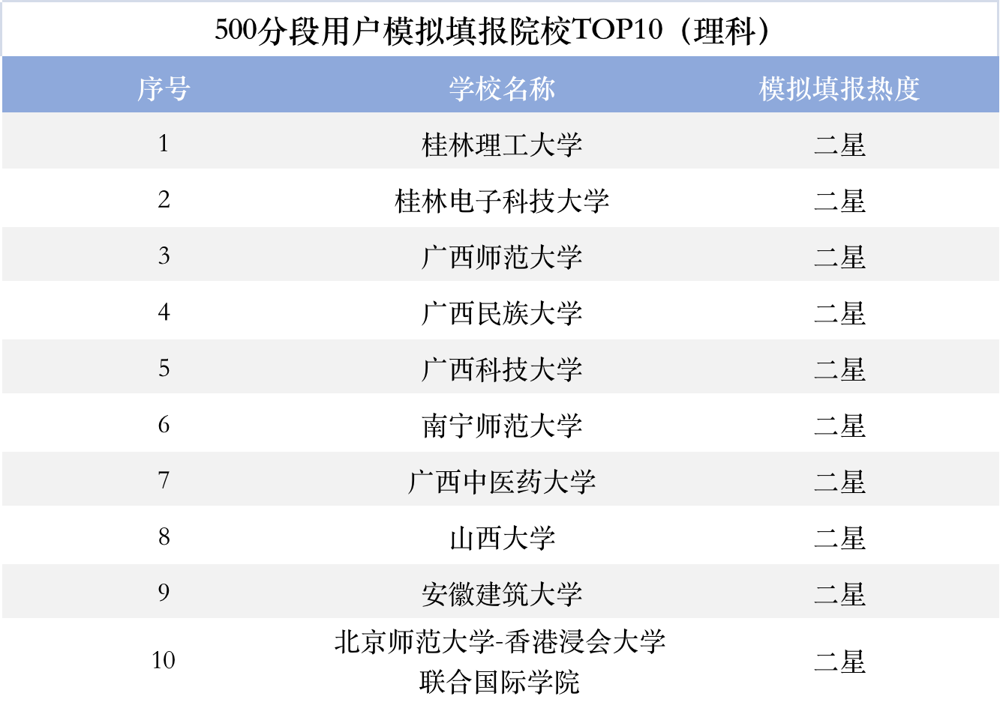 500分段用户模拟填报院校TOP10（理科）
序号 学校名称 模拟填报热度
1 桂林理工大学 二星
2 桂林电子科技大学 二星
3 广西师范大学 二星
4 广西民族大学 二星
5 广西科技大学 二星
6 南宁师范大学 二星
7 广西中医药大学 二星
8 山西大学 二星
9 安徽建筑大学 二星
10 北京师范大学-香港浸会大学 二星
联合国际学院